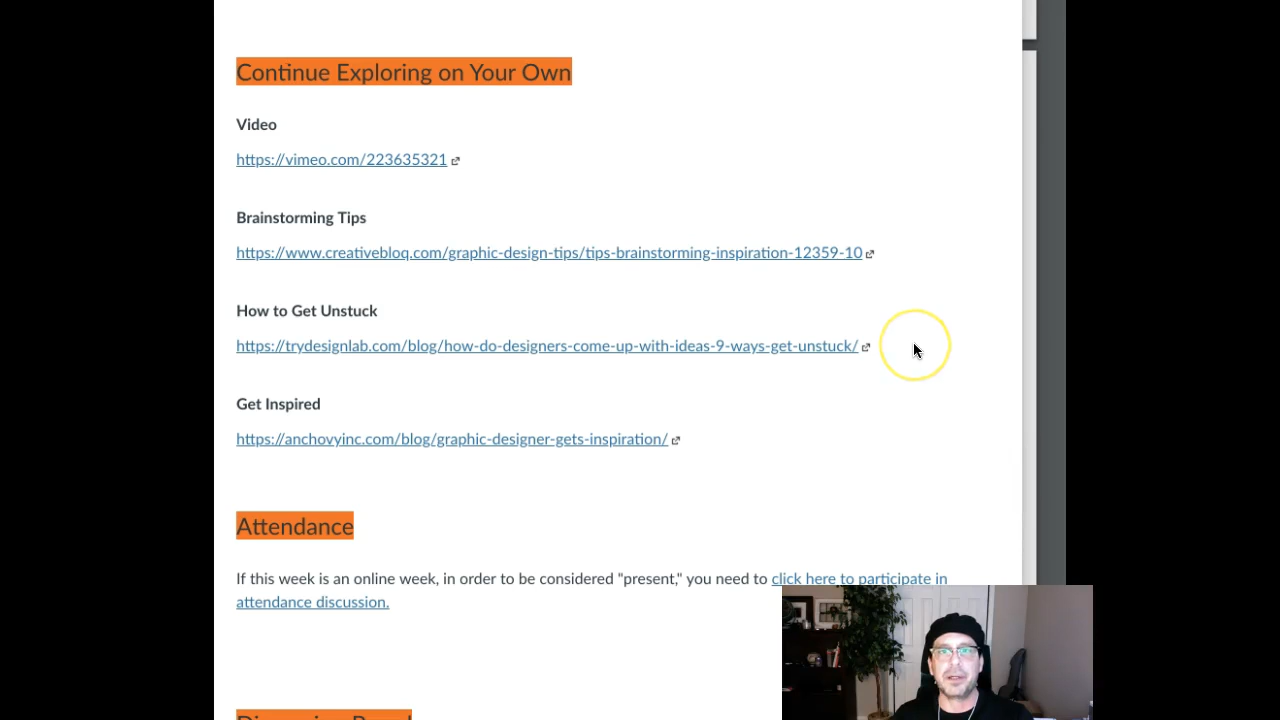 Continue Exploring on Your Own
Video
https://vimeo.com/223635321
Brainstorming Tips
https://www.creativebloq.com/graphic-design-tips/tips-brainstorming-inspiration-12359-10
How to Get Unstuck
https://trydesignlab.com/blog/how-do-designers-come-up-with-ideas-9-ways-get-unstuck/
Get Inspired
https://anchovyinc.com/blog/graphic-designer-gets-inspiration/
Attendance
If this week is an online week, in order to be considered "present," you need to click here to participate in
attendance discussion.